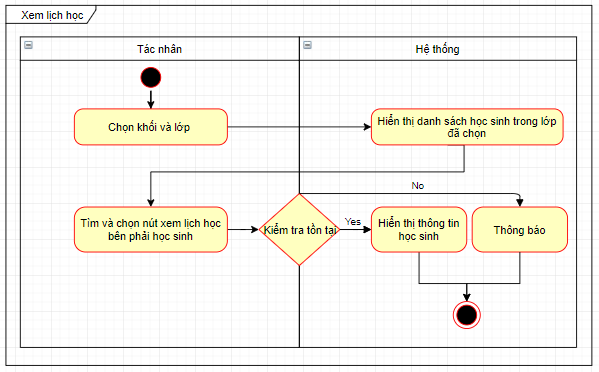 Xem lịch học
Tác nhân
Hệ thống
Chọn khối và lớp
Hiển thị danh sách học sinh trong lớp
đã chọn
No
Tìm và chọn nút xem lịch học
bên phải học sinh
Kiểm tra tồn tại
Yes
Hiển thị thông tin
học sinh
Thông báo